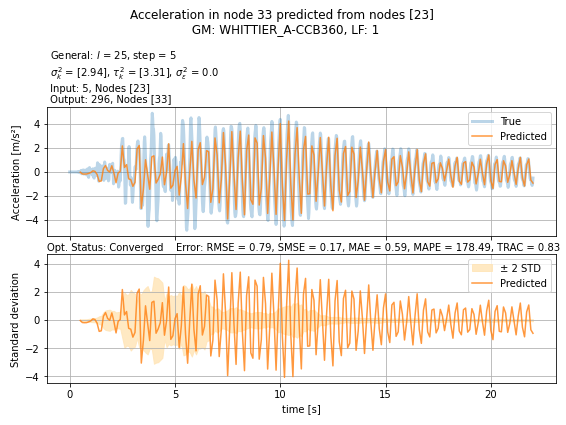 Acceleration in node 33 predicted from nodes [23]
GM: WHITTIER_A-CCB360, LF: 1
General: l = 25, step = 5
σ²ₖ = [2.94], τ²ₖ = [3.31], σ²ε = 0.0
Input: 5, Nodes [23]
Output: 296, Nodes [33]
Acceleration [m/s²]
4
2
0
−2
−4
True
Predicted
Opt. Status: Converged Error: RMSE = 0.79, SMSE = 0.17, MAE = 0.59, MAPE = 178.49, TRAC = 0.83
Standard deviation
4
2
0
−2
−4
± 2 STD
Predicted
0 5 10 15 20
time [s]